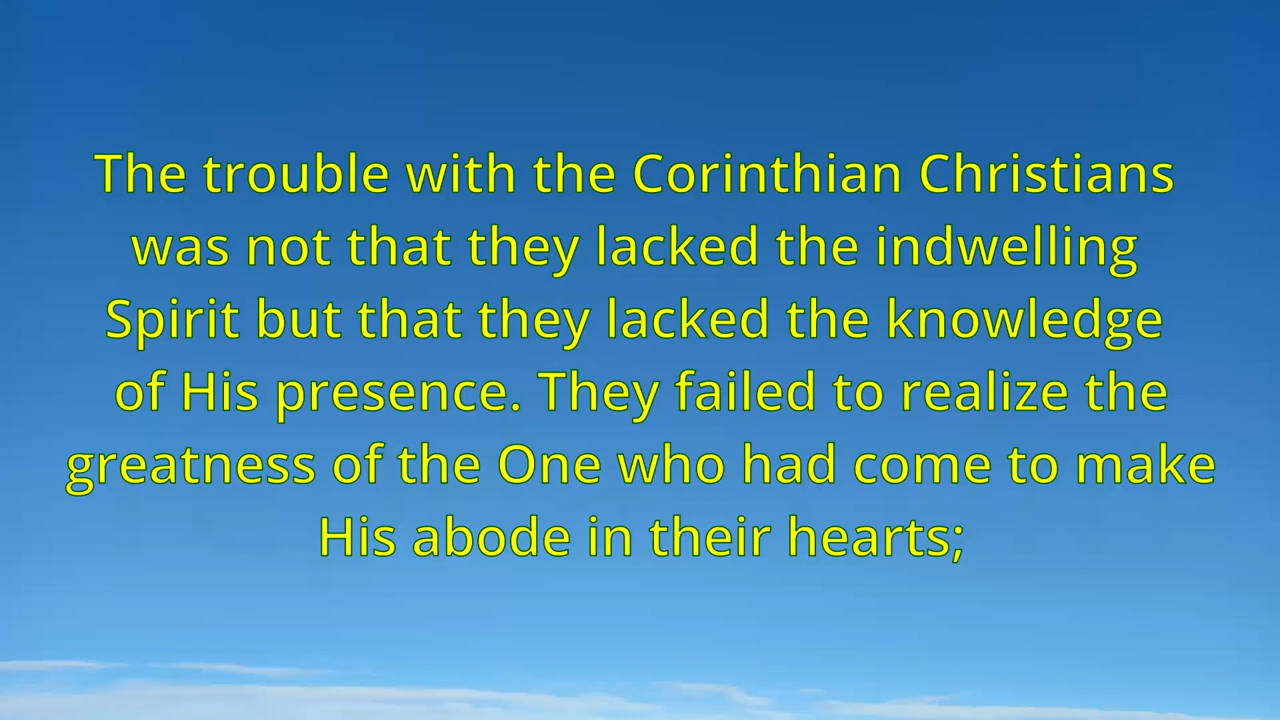 The trouble with the Corinthian Christians
was not that they lacked the indwelling
Spirit but that they lacked the knowledge
of His presence. They failed to realize the
greatness of the One who had come to make
His abode in their hearts;